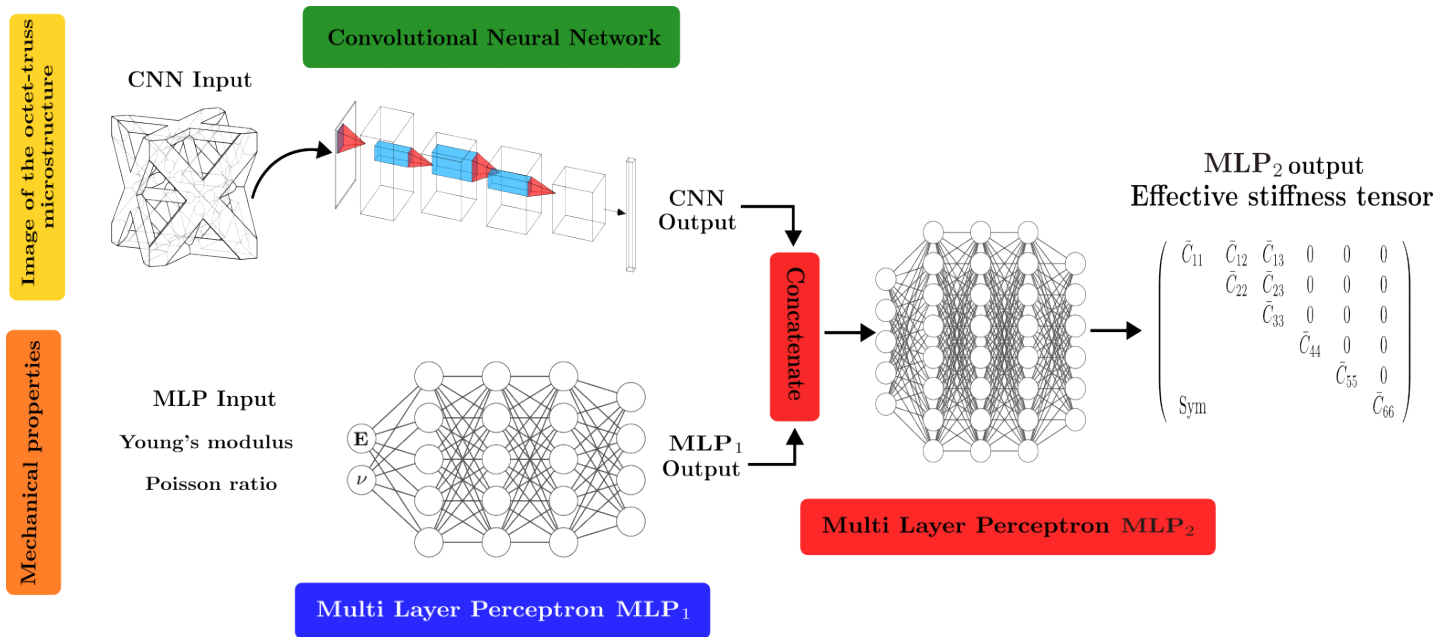 Image of the octet-truss
microstructure
Convolutional Neural Network
CNN Input
CNN
Output
Concatenate
MLP₂ output
Effective stiffness tensor
C̄₁₁ C̄₁₂ C̄₁₃ 0 0 0
C̄₂₂ C̄₂₃ 0 0 0
C̄₃₃ 0 0 0
C̄₄₄ 0 0
C̄₅₅ 0
Sym C̄₆₆
Mechanical properties
MLP Input
Young's modulus
Poisson ratio
E
ν
MLP₁
Output
Multi Layer Perceptron MLP₂
Multi Layer Perceptron MLP₁